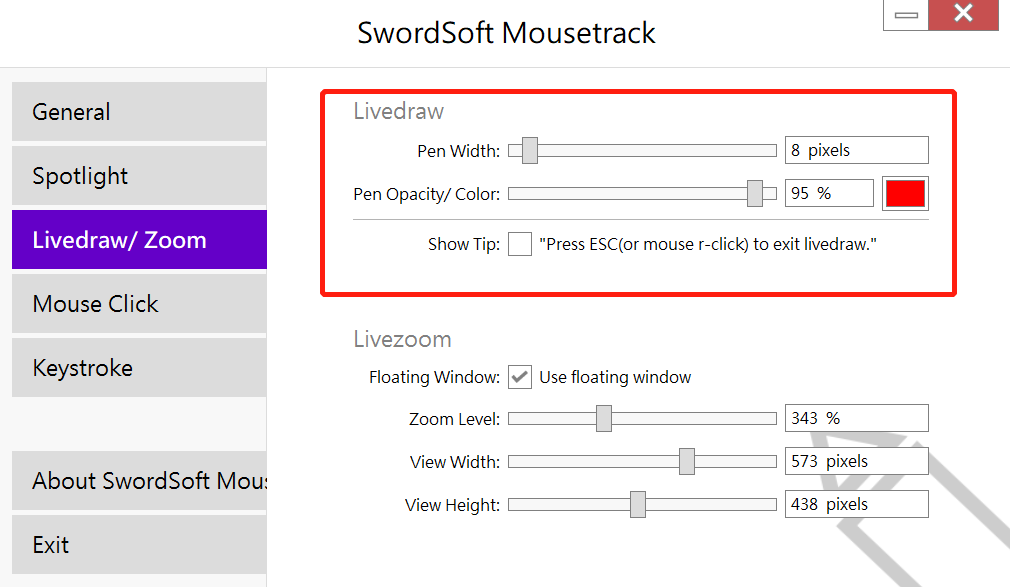 SwordSoft Mousetrack
General
Spotlight
Livedraw/ Zoom
Mouse Click
Keystroke
About SwordSoft Mous
Exit
Livedraw
Pen Width: 8 pixels
Pen Opacity/ Color: 95 %
Show Tip: "Press ESC(or mouse r-click) to exit livedraw."
Livezoom
Floating Window: Use floating window
Zoom Level: 343 %
View Width: 573 pixels
View Height: 438 pixels